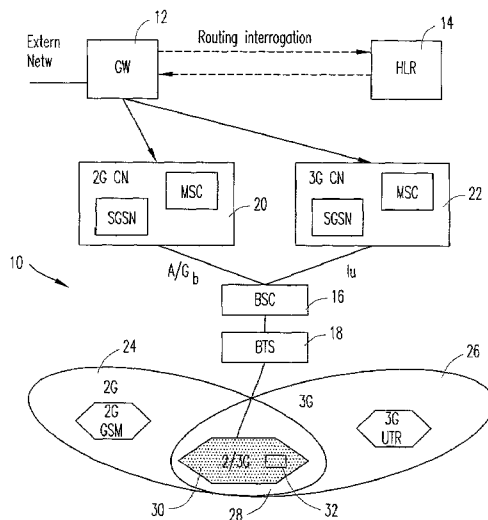 12
14
Extern
Netw
GW
Routing interrogation
HLR
2G CN
MSC
SGSN
20
3G CN
MSC
SGSN
22
A/Gb
Iu
10
BSC
16
BTS
18
24
26
2G
2G
GSM
3G
3G
UTR
2/3G
30
28
32